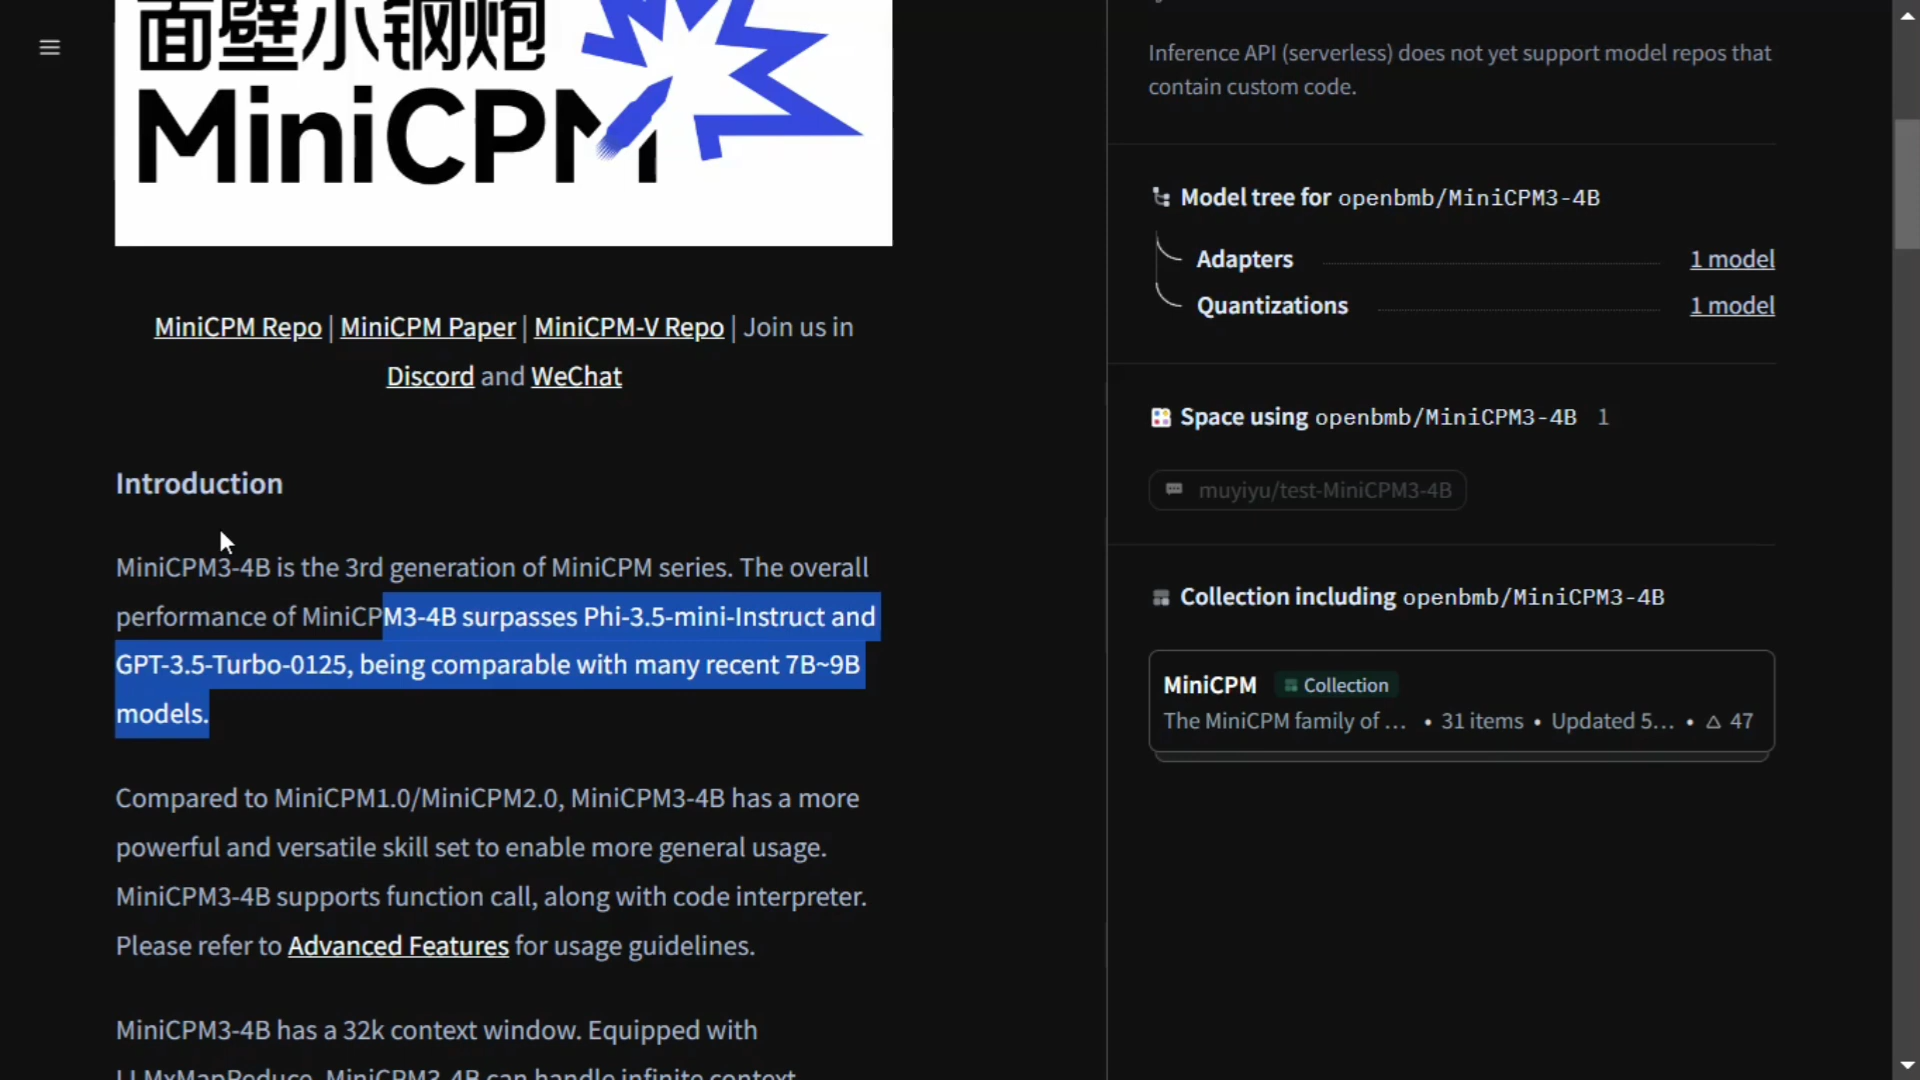 面壁小钢炮
MiniCPM
MiniCPM Repo | MiniCPM Paper | MiniCPM-V Repo | Join us in
Discord and WeChat
Introduction
MiniCPM3-4B is the 3rd generation of MiniCPM series. The overall
performance of MiniCPM3-4B surpasses Phi-3.5-mini-Instruct and
GPT-3.5-Turbo-0125, being comparable with many recent 7B~9B
models.
Compared to MiniCPM1.0/MiniCPM2.0, MiniCPM3-4B has a more
powerful and versatile skill set to enable more general usage.
MiniCPM3-4B supports function call, along with code interpreter.
Please refer to Advanced Features for usage guidelines.
MiniCPM3-4B has a 32k context window. Equipped with
LLMxMapReduce, MiniCPM3-4B can handle infinite context
Inference API (serverless) does not yet support model repos that
contain custom code.
Model tree for openbmb/MiniCPM3-4B
Adapters 1 model
Quantizations 1 model
Space using openbmb/MiniCPM3-4B 1
muyiyu/test-MiniCPM3-4B
Collection including openbmb/MiniCPM3-4B
MiniCPM Collection
The MiniCPM family of ... • 31 items • Updated 5... • △ 47